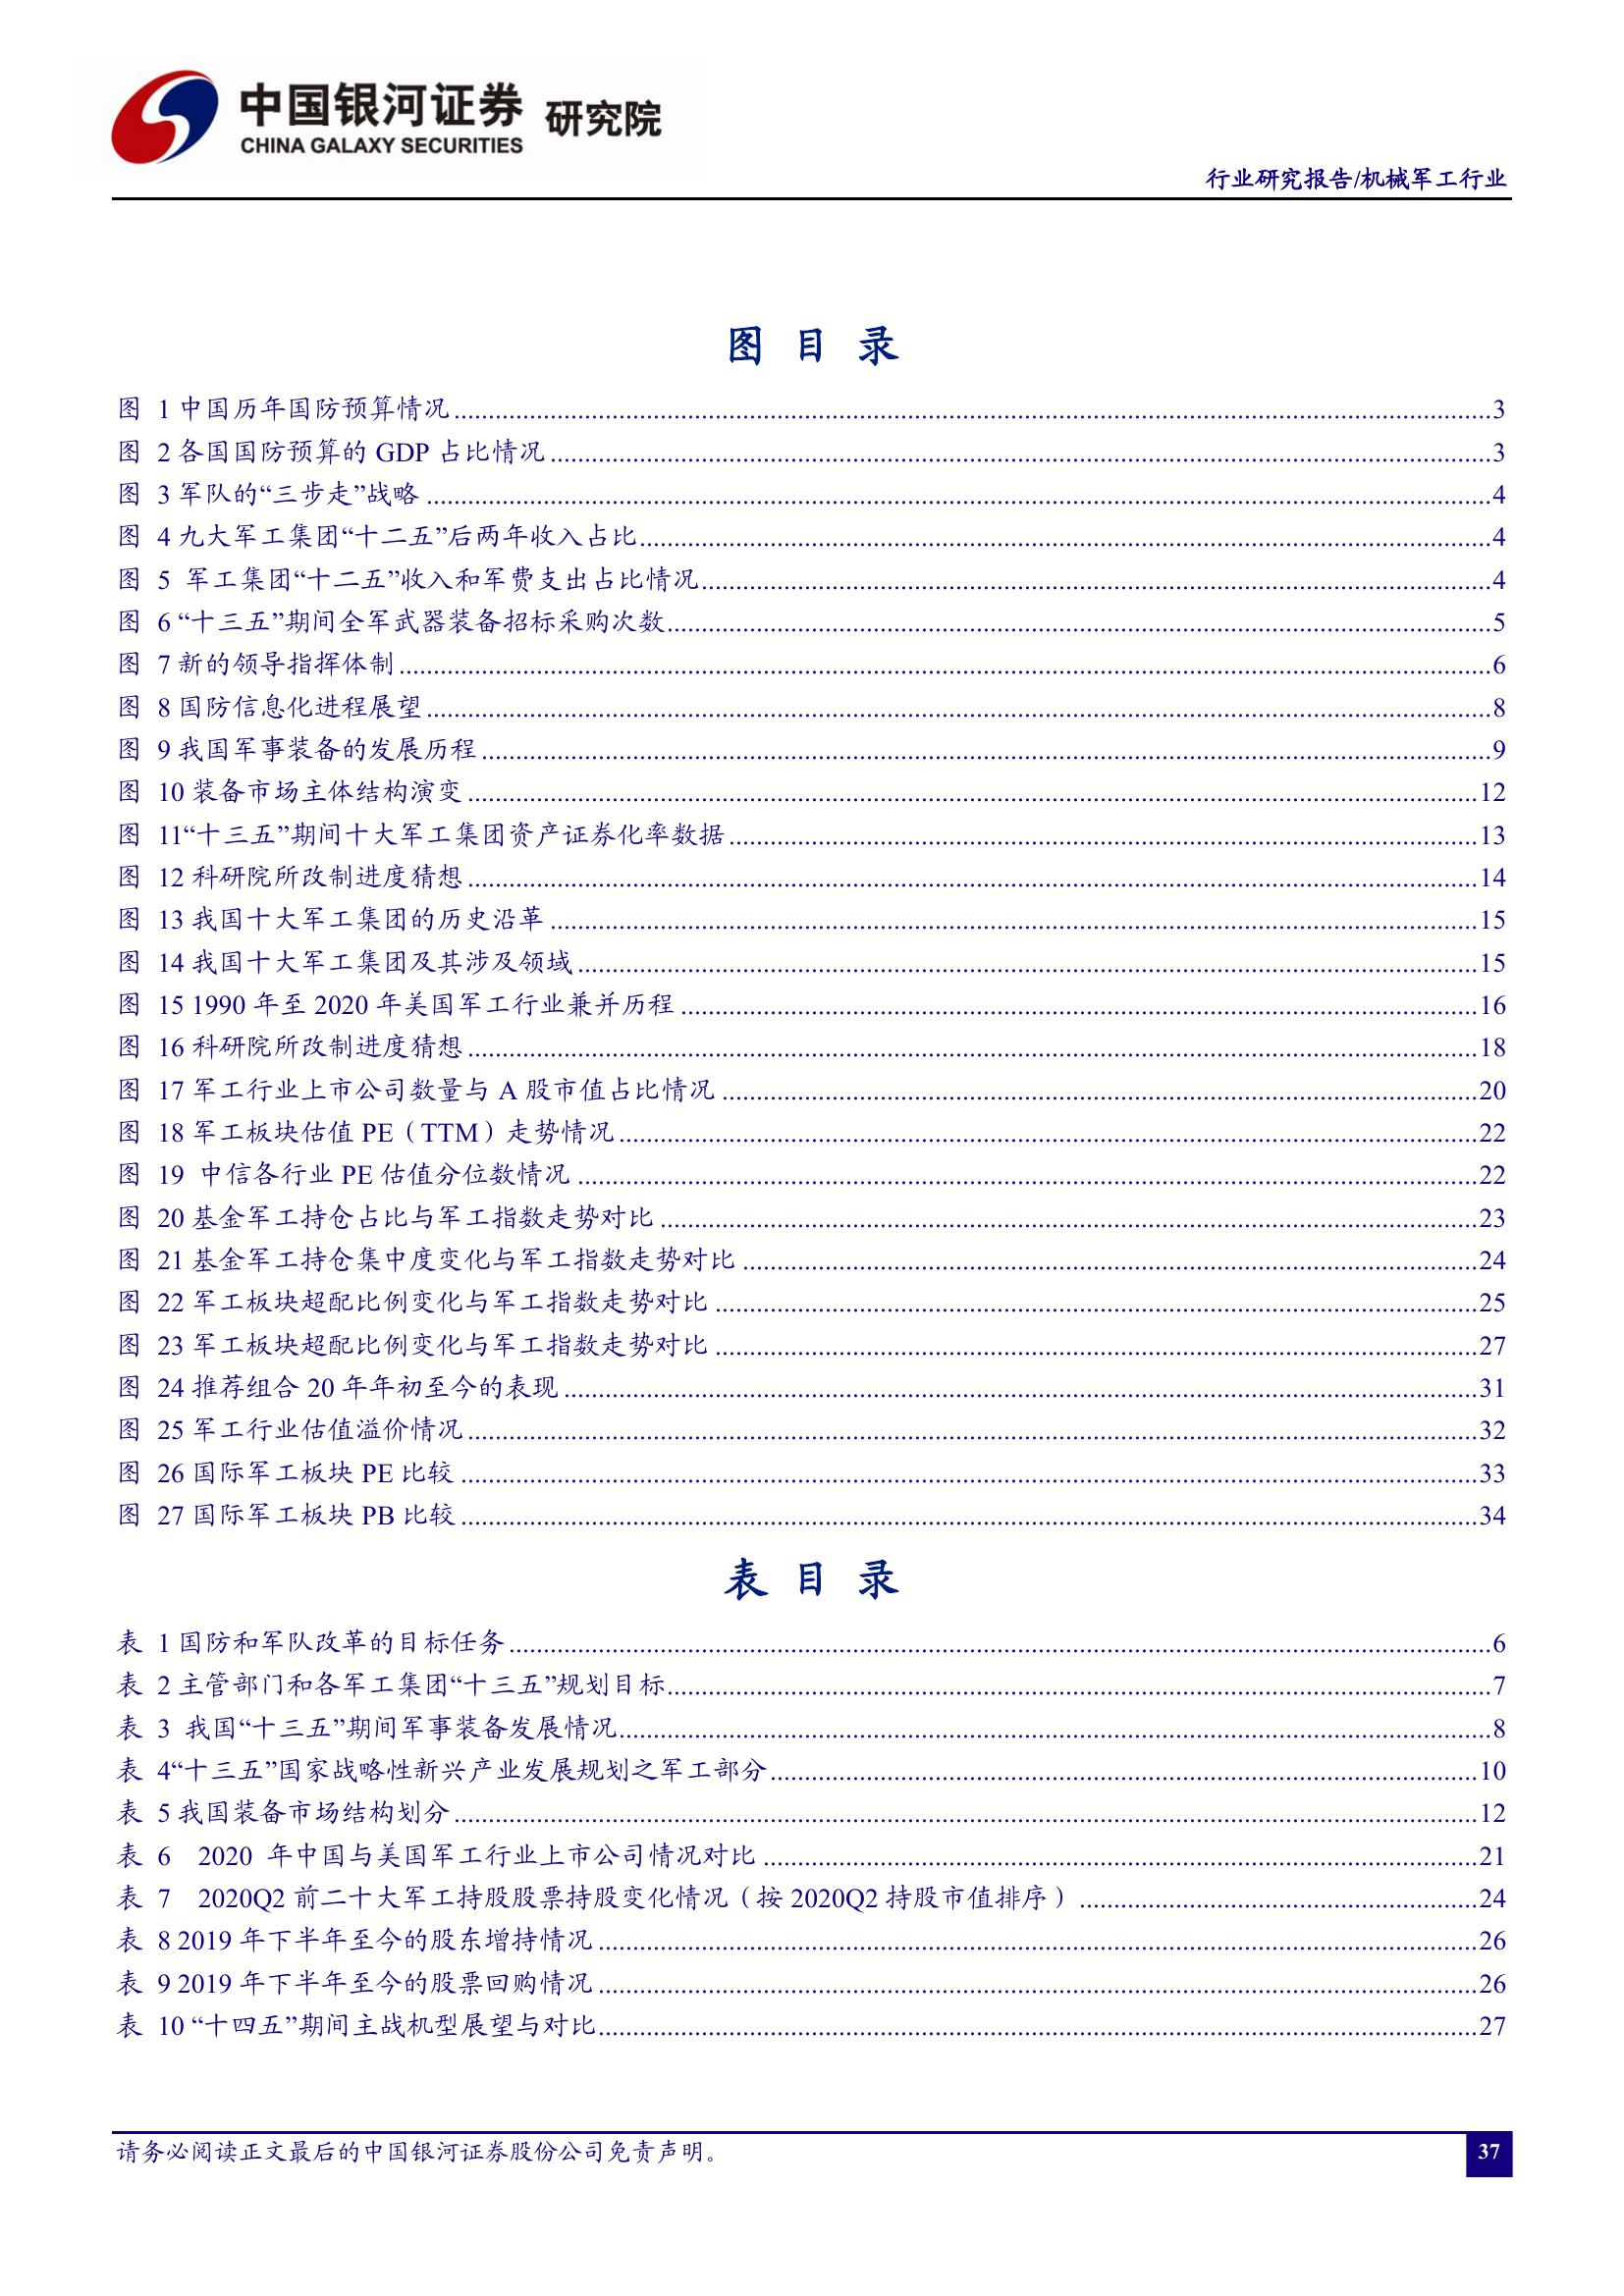 中国银河证券 研究院
CHINA GALAXY SECURITIES
行业研究报告/机械军工行业
图 目 录
图 1 中国历年国防预算情况........3
图 2 各国国防预算的 GDP 占比情况........3
图 3 军队的“三步走”战略........4
图 4 九大军工集团“十二五”后两年收入占比........4
图 5 军工集团“十二五”收入和军费支出占比情况........4
图 6 “十三五”期间全军武器装备招标采购次数........5
图 7 新的领导指挥体制........6
图 8 国防信息化进程展望........8
图 9 我国军事装备的发展历程........9
图 10 装备市场主体结构演变........12
图 11“十三五”期间十大军工集团资产证券化率数据........13
图 12 科研院所改制进度猜想........14
图 13 我国十大军工集团的历史沿革........15
图 14 我国十大军工集团及其涉及领域........15
图 15 1990 年至 2020 年美国军工行业兼并历程........16
图 16 科研院所改制进度猜想........18
图 17 军工行业上市公司数量与 A 股市值占比情况........20
图 18 军工板块估值 PE（TTM）走势情况........22
图 19 中信各行业 PE 估值分位数情况........22
图 20 基金军工持仓占比与军工指数走势对比........23
图 21 基金军工持仓集中度变化与军工指数走势对比........24
图 22 军工板块超配比例变化与军工指数走势对比........25
图 23 军工板块超配比例变化与军工指数走势对比........27
图 24 推荐组合 20 年年初至今的表现........31
图 25 军工行业估值溢价情况........32
图 26 国际军工板块 PE 比较........33
图 27 国际军工板块 PB 比较........34
表 目 录
表 1 国防和军队改革的目标任务........6
表 2 主管部门和各军工集团“十三五”规划目标........7
表 3 我国“十三五”期间军事装备发展情况........8
表 4“十三五”国家战略性新兴产业发展规划之军工部分........10
表 5 我国装备市场结构划分........12
表 6 2020 年中国与美国军工行业上市公司情况对比........21
表 7 2020Q2 前二十大军工持股股票持股变化情况（按 2020Q2 持股市值排序）........24
表 8 2019 年下半年至今的股东增持情况........26
表 9 2019 年下半年至今的股票回购情况........26
表 10 “十四五”期间主战机型展望与对比........27
请务必阅读正文最后的中国银河证券股份公司免责声明。
37